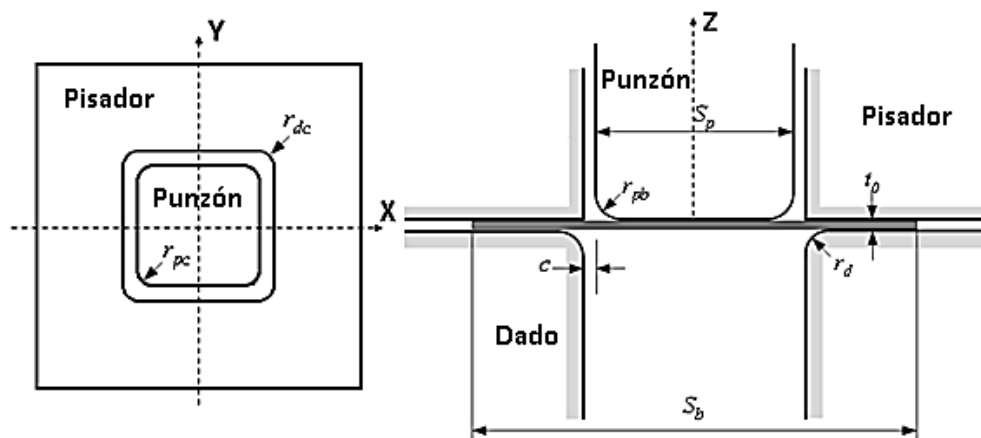 Y
Pisador
r_dc
Punzón
X
r_pc
Z
Punzón
S_p
Pisador
r_pb
t_0
c
r_d
Dado
S_b